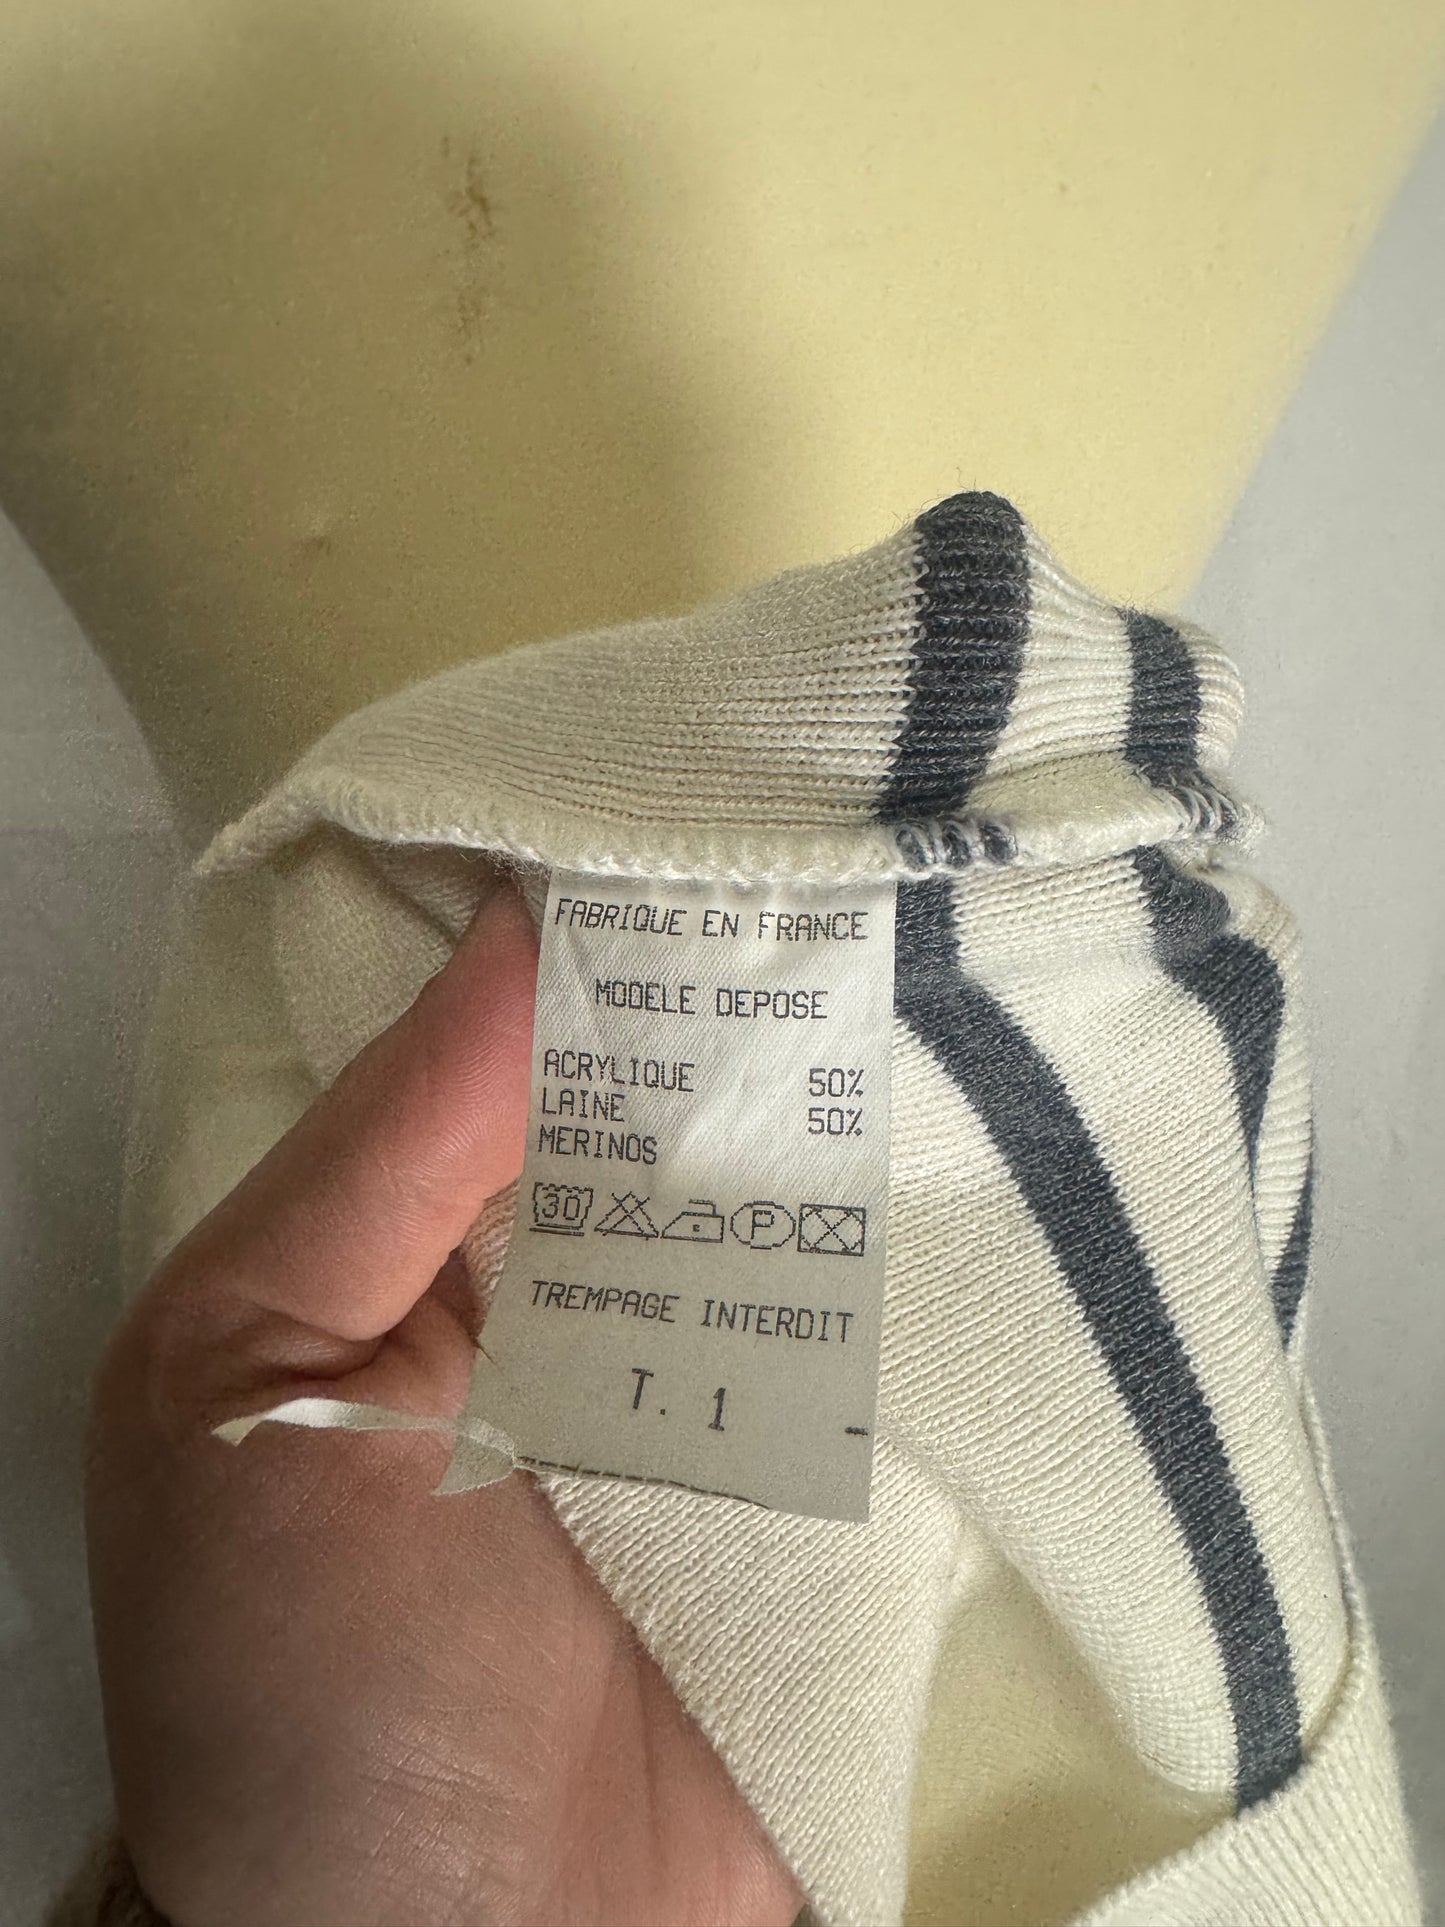 FABRIQUE EN FRANCE
MODELE DEPOSE
ACRYLIQUE 50%
LAINE 50%
MERINOS
30 P
TREMPAGE INTERDIT
T. 1